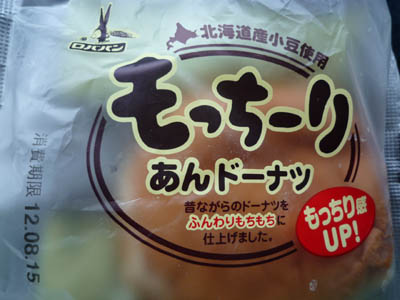 ロバパン
北海道産小豆使用
もっちーり
あんドーナツ
昔ながらのドーナツを
ふんわりもちもちに
仕上げました。
もっちり感
UP!
消費期限
12.08.15